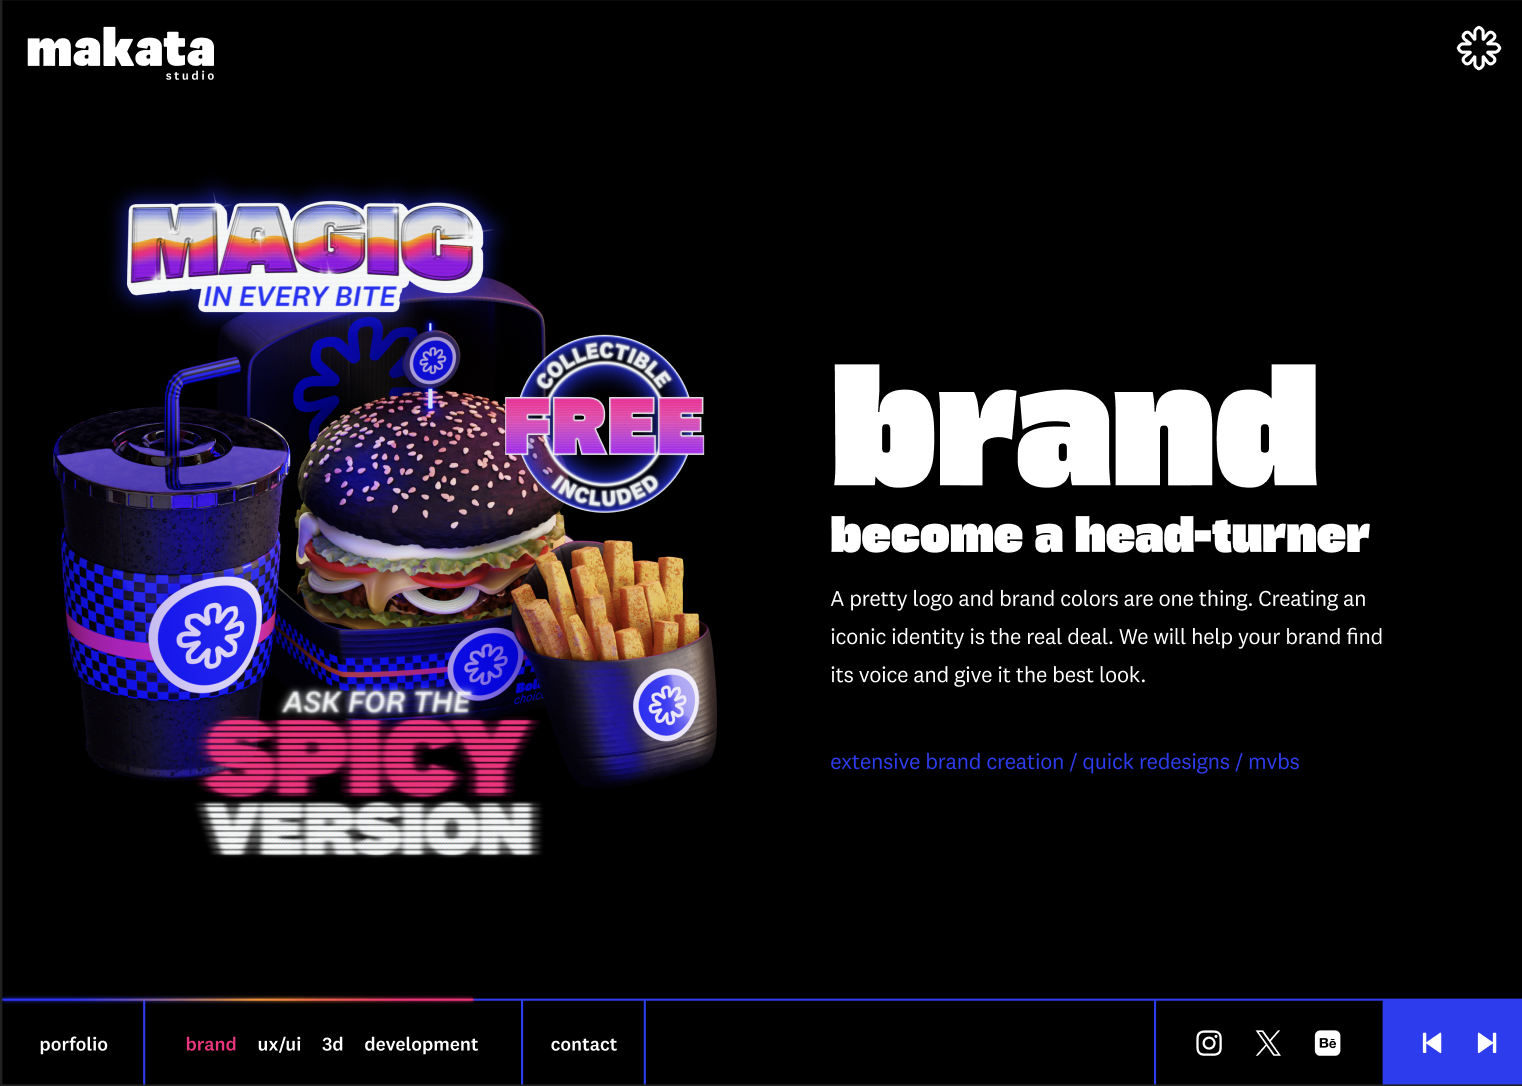 makata
studio
MAGIC
IN EVERY BITE
COLLECTIBLE
FREE
INCLUDED
ASK FOR THE
SPICY
VERSION
brand
become a head-turner
A pretty logo and brand colors are one thing. Creating an
iconic identity is the real deal. We will help your brand find
its voice and give it the best look.
extensive brand creation / quick redesigns / mvbs
porfolio
brand ux/ui 3d development
contact
Bē